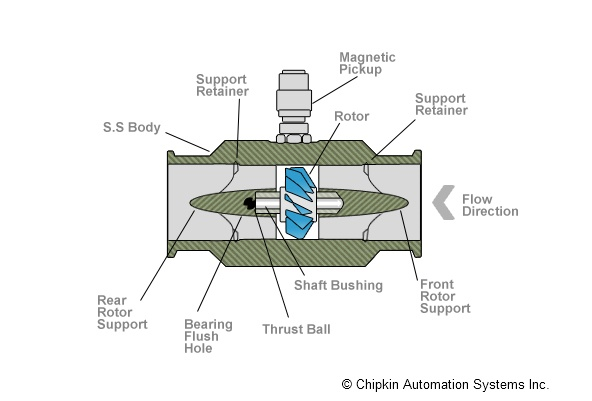 Magnetic
Pickup
Support
Retainer
Support
Retainer
Rotor
S.S Body
Flow
Direction
Shaft Bushing
Front
Rotor
Support
Rear
Rotor
Support
Bearing
Flush
Hole
Thrust Ball
© Chipkin Automation Systems Inc.